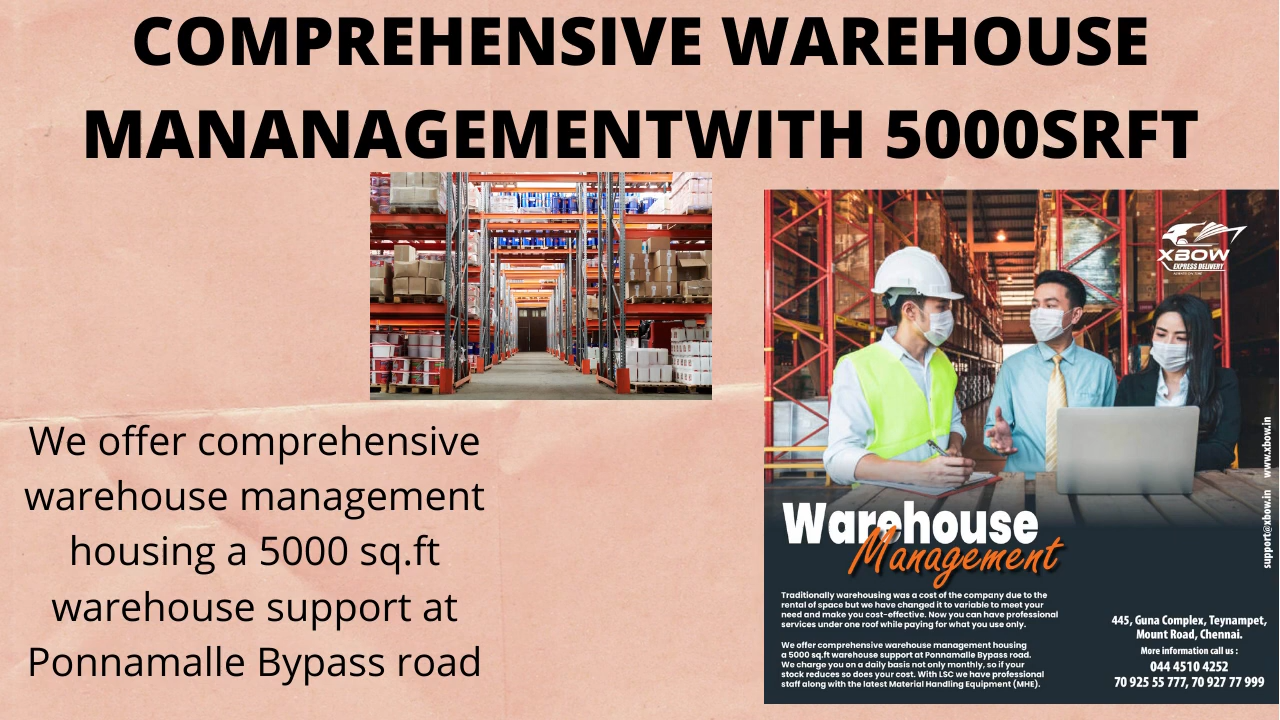 COMPREHENSIVE WAREHOUSE
MANANAGEMENTWITH 5000SRFT
We offer comprehensive
warehouse management
housing a 5000 sq.ft
warehouse support at
Ponnamalle Bypass road
XBOW
EXPRESS DELIVERY
Warehouse
Management
Traditionally warehousing was a cost of the company due to the
rental of space but we have changed it to variable to meet your
need and make you cost-effective. Now you can have professional
services under one roof while paying for what you use only.
We offer comprehensive warehouse management housing
a 5000 sq.ft warehouse support at Ponnamalle Bypass road.
We charge you on a daily basis not only monthly, so if your
stock reduces so does your cost. With LSC we have professional
staff along with the latest Material Handling Equipment (MHE).
support@xbow.in www.xbow.in
445, Guna Complex, Teynampet,
Mount Road, Chennai.
More information call us :
044 4510 4252
70 925 55 777, 70 927 77 999